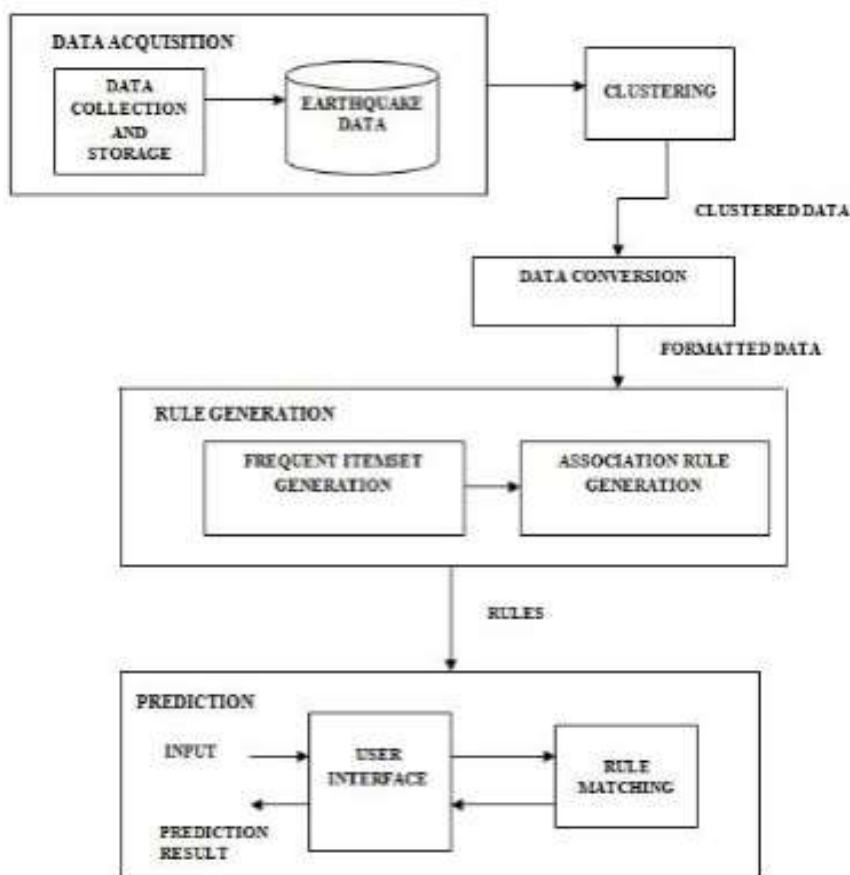 DATA ACQUISITION
DATA
COLLECTION
AND
STORAGE
EARTHQUAKE
DATA
CLUSTERING
CLUSTERED DATA
DATA CONVERSION
FORMATTED DATA
RULE GENERATION
FREQUENT ITEMSET
GENERATION
ASSOCIATION RULE
GENERATION
RULES
PREDICTION
INPUT
USER
INTERFACE
RULE
MATCHING
PREDICTION
RESULT